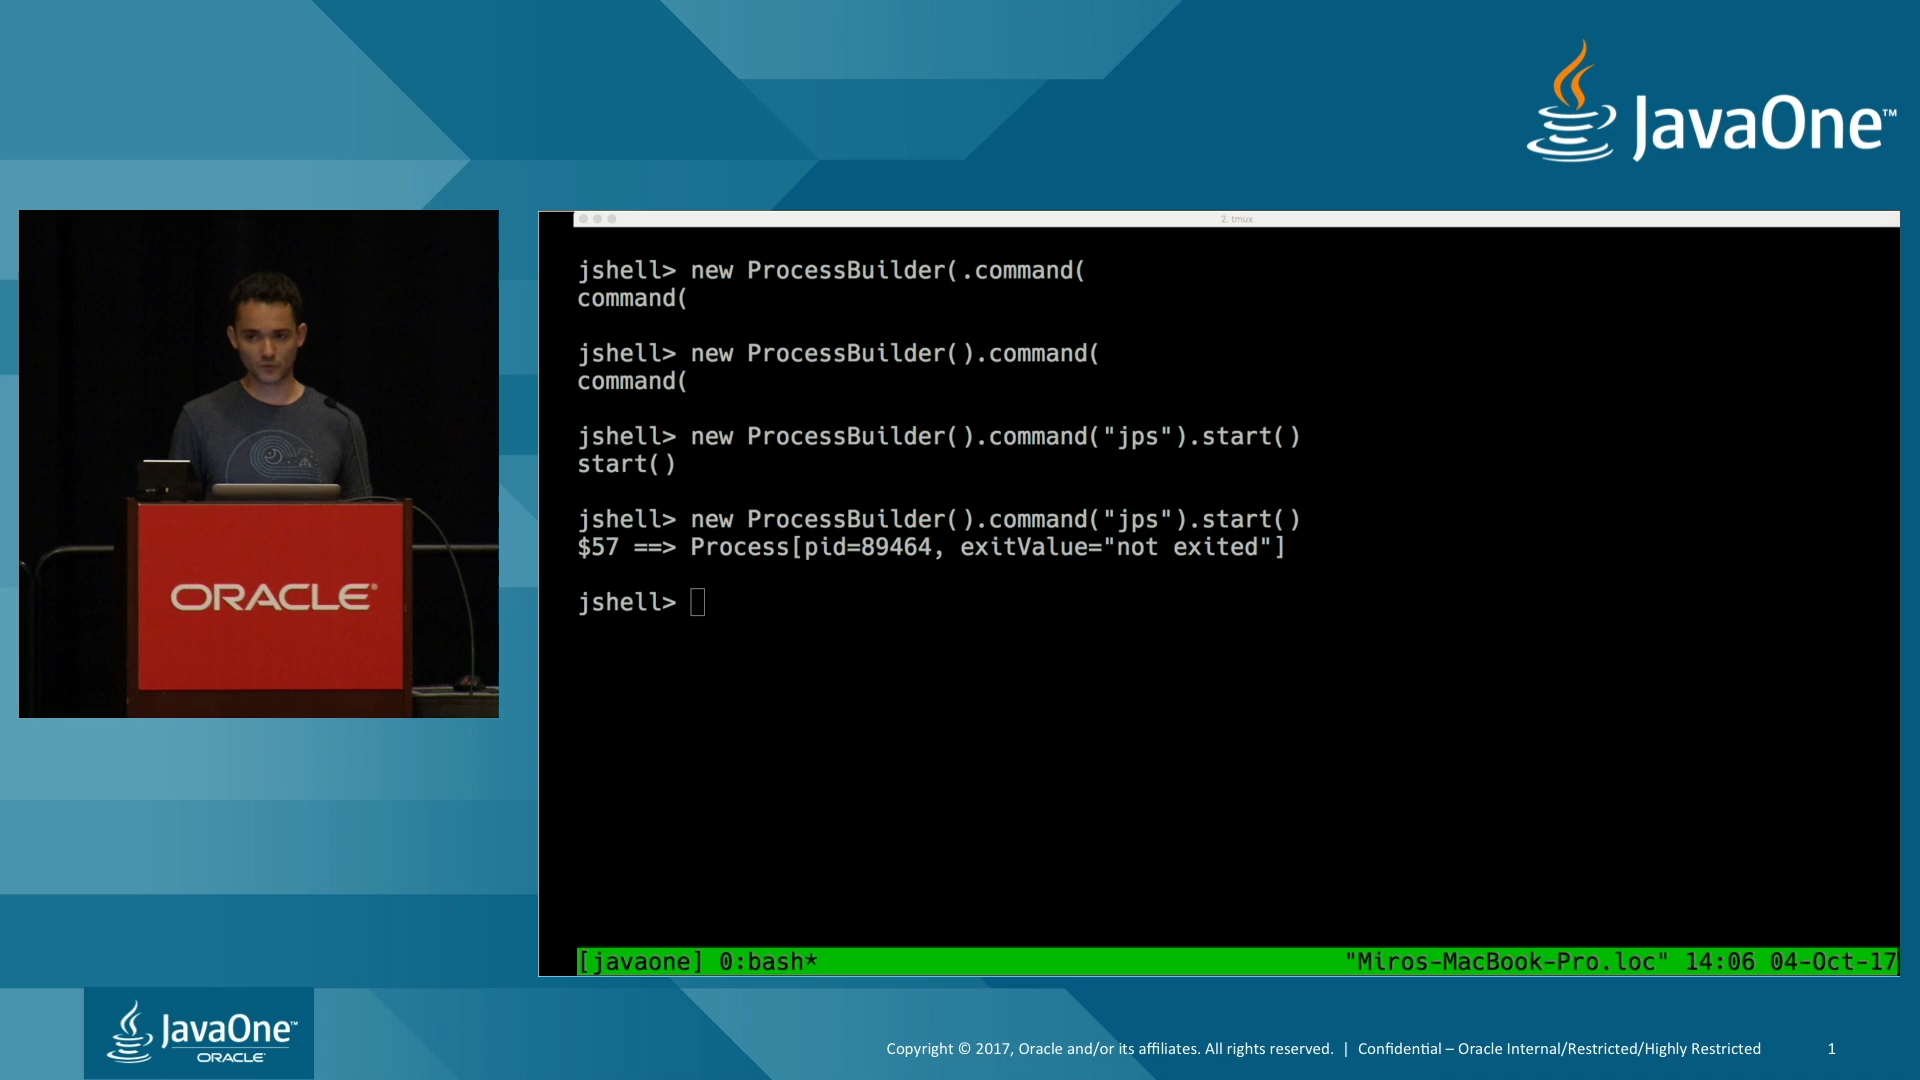 JavaOne™
2. tmux
jshell> new ProcessBuilder(.command(
command(
jshell> new ProcessBuilder().command(
command(
jshell> new ProcessBuilder().command("jps").start()
start()
jshell> new ProcessBuilder().command("jps").start()
$57 ==> Process[pid=89464, exitValue="not exited"]
jshell>
[javaone] 0:bash* "Miros-MacBook-Pro.loc" 14:06 04-Oct-17
ORACLE®
JavaOne™
ORACLE®
Copyright © 2017, Oracle and/or its affiliates. All rights reserved. | Confidential – Oracle Internal/Restricted/Highly Restricted 1